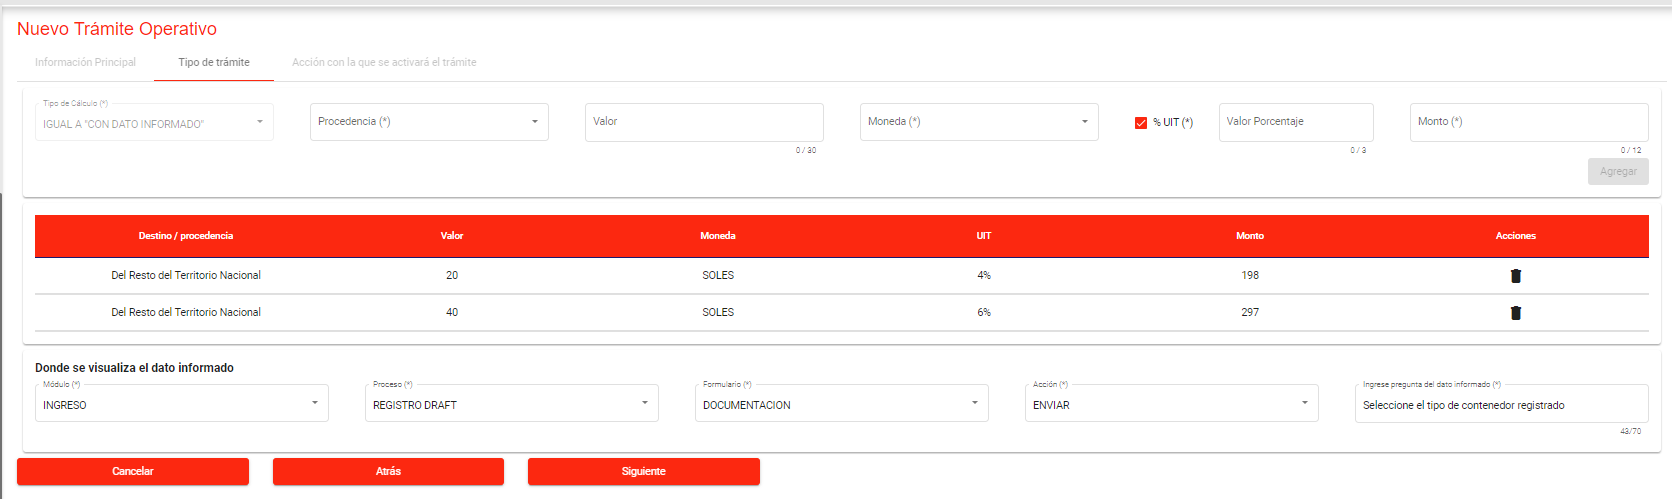 Nuevo Trámite Operativo
Información Principal Tipo de trámite Acción con la que se activará el trámite
Tipo de Cálculo (*)
IGUAL A "CON DATO INFORMADO" Procedencia (*) Valor Moneda (*) % UIT (*) Valor Porcentaje Monto (*)
0 / 30 0 / 3 0 / 12
Agregar
Destino / procedencia Valor Moneda UIT Monto Acciones
Del Resto del Territorio Nacional 20 SOLES 4% 198
Del Resto del Territorio Nacional 40 SOLES 6% 297
Donde se visualiza el dato informado
Módulo (*) Proceso (*) Formulario (*) Acción (*) Ingrese pregunta del dato informado (*)
INGRESO REGISTRO DRAFT DOCUMENTACION ENVIAR Seleccione el tipo de contenedor registrado
43/70
Cancelar Atrás Siguiente